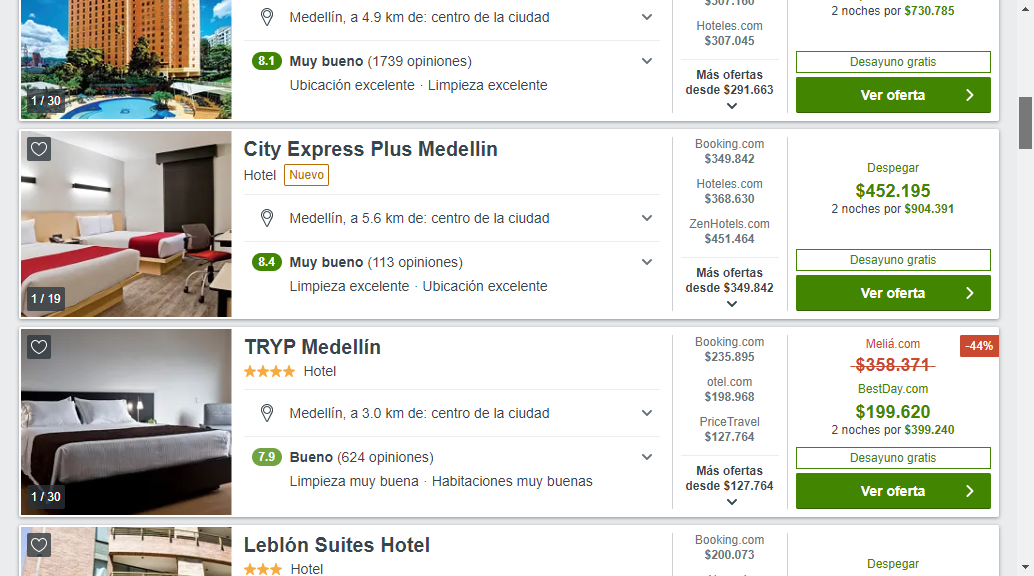 $307.160
2 noches por $730.785
Medellín, a 4.9 km de: centro de la ciudad
Hoteles.com
$307.045
8.1 Muy bueno (1739 opiniones)
Desayuno gratis
Más ofertas
desde $291.663
Ubicación excelente · Limpieza excelente
Ver oferta
1 / 30
City Express Plus Medellin
Hotel Nuevo
Booking.com
$349.842
Despegar
Hoteles.com
$368.630
$452.195
2 noches por $904.391
Medellín, a 5.6 km de: centro de la ciudad
ZenHotels.com
$451.464
8.4 Muy bueno (113 opiniones)
Desayuno gratis
Más ofertas
desde $349.842
Limpieza excelente · Ubicación excelente
Ver oferta
1 / 19
TRYP Medellín
Hotel
Booking.com
$235.895
Meliá.com
-44%
$358.371
otel.com
$198.968
BestDay.com
$199.620
2 noches por $399.240
Medellín, a 3.0 km de: centro de la ciudad
PriceTravel
$127.764
7.9 Bueno (624 opiniones)
Desayuno gratis
Más ofertas
desde $127.764
Limpieza muy buena · Habitaciones muy buenas
Ver oferta
1 / 30
Leblón Suites Hotel
Hotel
Booking.com
$200.073
Despegar